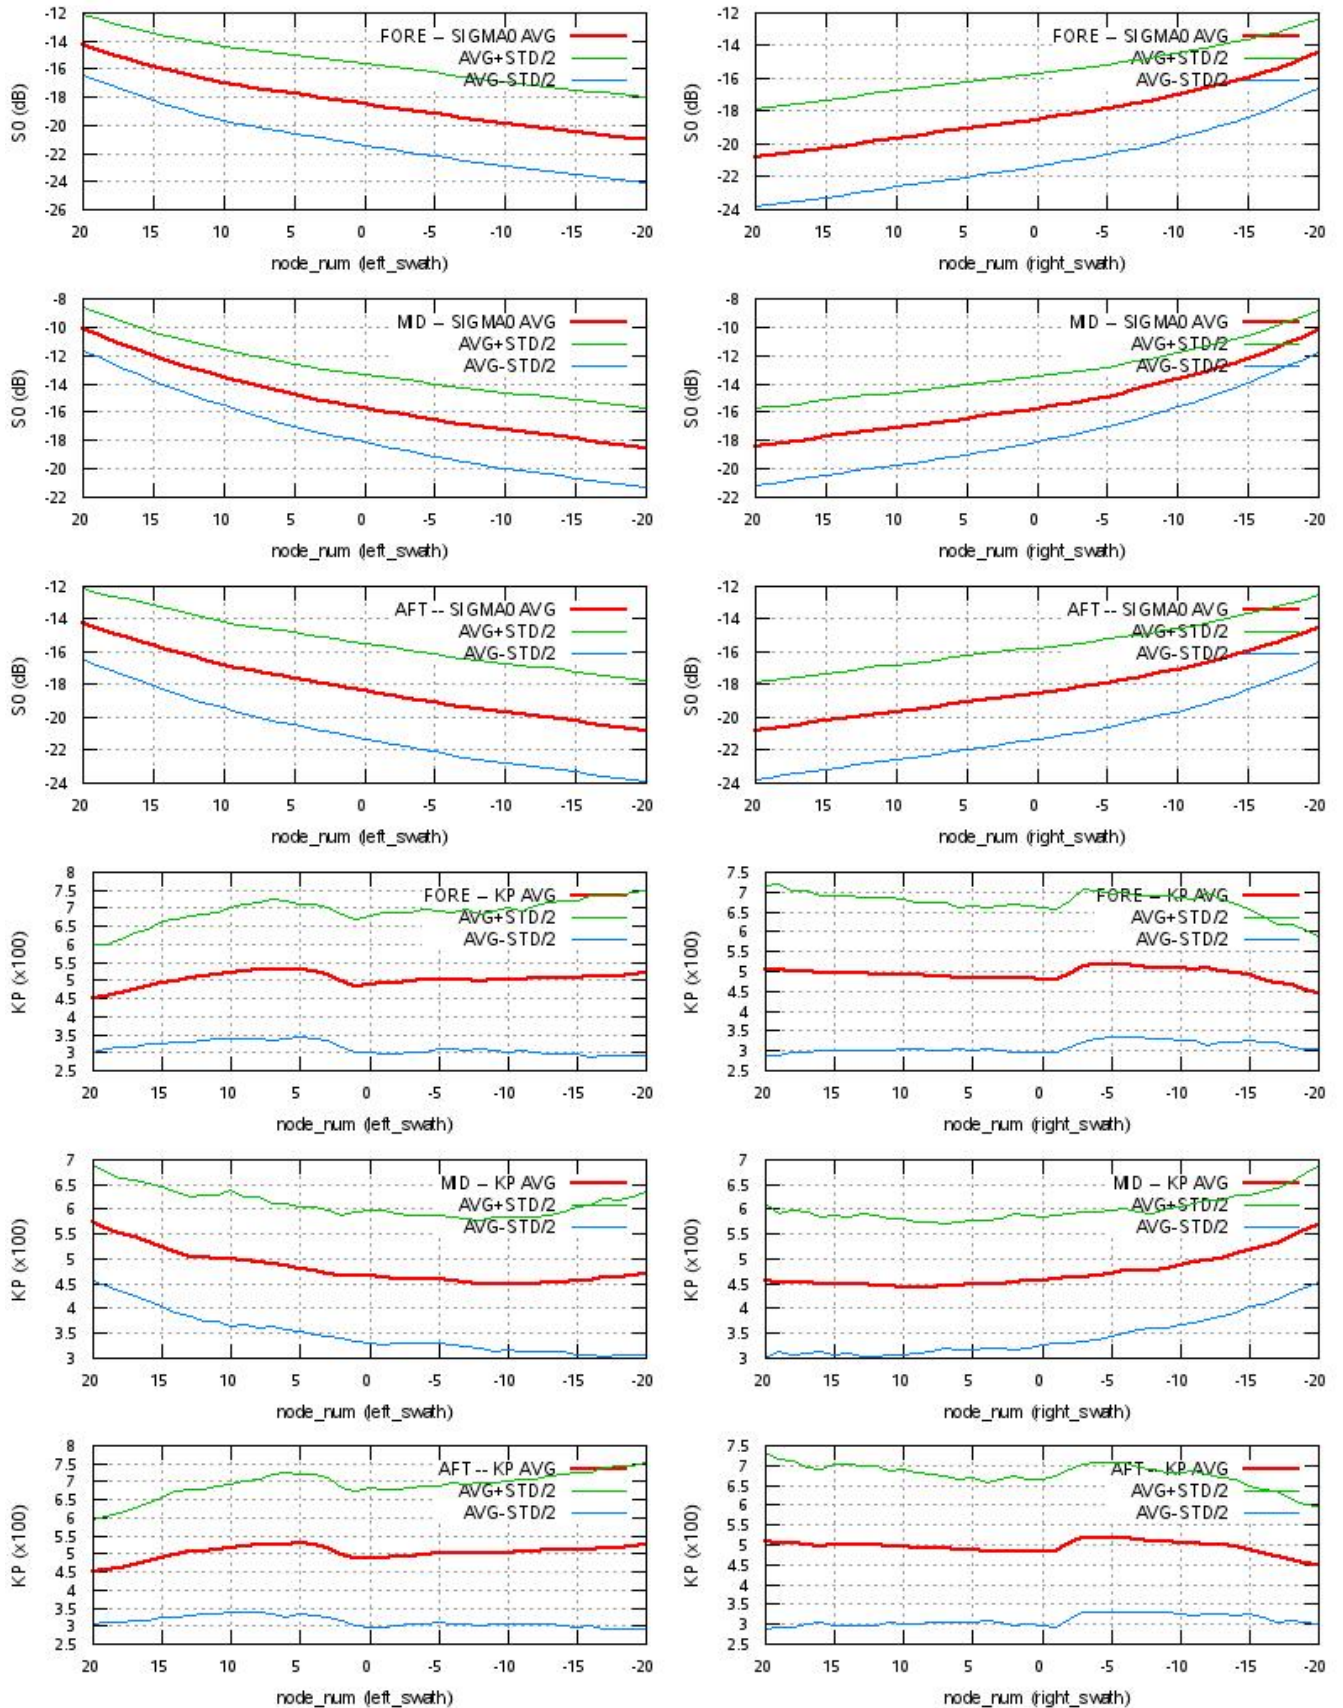 -12
-14
-16
-18
-20
-22
-24
-26
S0 (dB)
FORE – SIGMA0 AVG
AVG+STD/2
AVG-STD/2
20 15 10 5 0 -5 -10 -15 -20
node_num (left_swath)
-12
-14
-16
-18
-20
-22
-24
S0 (dB)
FORE – SIGMA0 AVG
AVG+STD/2
AVG-STD/2
20 15 10 5 0 -5 -10 -15 -20
node_num (right_swath)
-8
-10
-12
-14
-16
-18
-20
-22
S0 (dB)
MID – SIGMA0 AVG
AVG+STD/2
AVG-STD/2
20 15 10 5 0 -5 -10 -15 -20
node_num (left_swath)
-8
-10
-12
-14
-16
-18
-20
-22
S0 (dB)
MID – SIGMA0 AVG
AVG+STD/2
AVG-STD/2
20 15 10 5 0 -5 -10 -15 -20
node_num (right_swath)
-12
-14
-16
-18
-20
-22
-24
S0 (dB)
AFT -- SIGMA0 AVG
AVG+STD/2
AVG-STD/2
20 15 10 5 0 -5 -10 -15 -20
node_num (left_swath)
-12
-14
-16
-18
-20
-22
-24
S0 (dB)
AFT -- SIGMA0 AVG
AVG+STD/2
AVG-STD/2
20 15 10 5 0 -5 -10 -15 -20
node_num (right_swath)
8
7.5
7
6.5
6
5.5
5
4.5
4
3.5
3
2.5
KP (x100)
FORE – KP AVG
AVG+STD/2
AVG-STD/2
20 15 10 5 0 -5 -10 -15 -20
node_num (left_swath)
7.5
7
6.5
6
5.5
5
4.5
4
3.5
3
2.5
KP (x100)
FORE – KP AVG
AVG+STD/2
AVG-STD/2
20 15 10 5 0 -5 -10 -15 -20
node_num (right_swath)
7
6.5
6
5.5
5
4.5
4
3.5
3
KP (x100)
MID – KP AVG
AVG+STD/2
AVG-STD/2
20 15 10 5 0 -5 -10 -15 -20
node_num (left_swath)
7
6.5
6
5.5
5
4.5
4
3.5
3
KP (x100)
MID – KP AVG
AVG+STD/2
AVG-STD/2
20 15 10 5 0 -5 -10 -15 -20
node_num (right_swath)
8
7.5
7
6.5
6
5.5
5
4.5
4
3.5
3
2.5
KP (x100)
AFT -- KP AVG
AVG+STD/2
AVG-STD/2
20 15 10 5 0 -5 -10 -15 -20
node_num (left_swath)
7.5
7
6.5
6
5.5
5
4.5
4
3.5
3
2.5
KP (x100)
AFT -- KP AVG
AVG+STD/2
AVG-STD/2
20 15 10 5 0 -5 -10 -15 -20
node_num (right_swath)